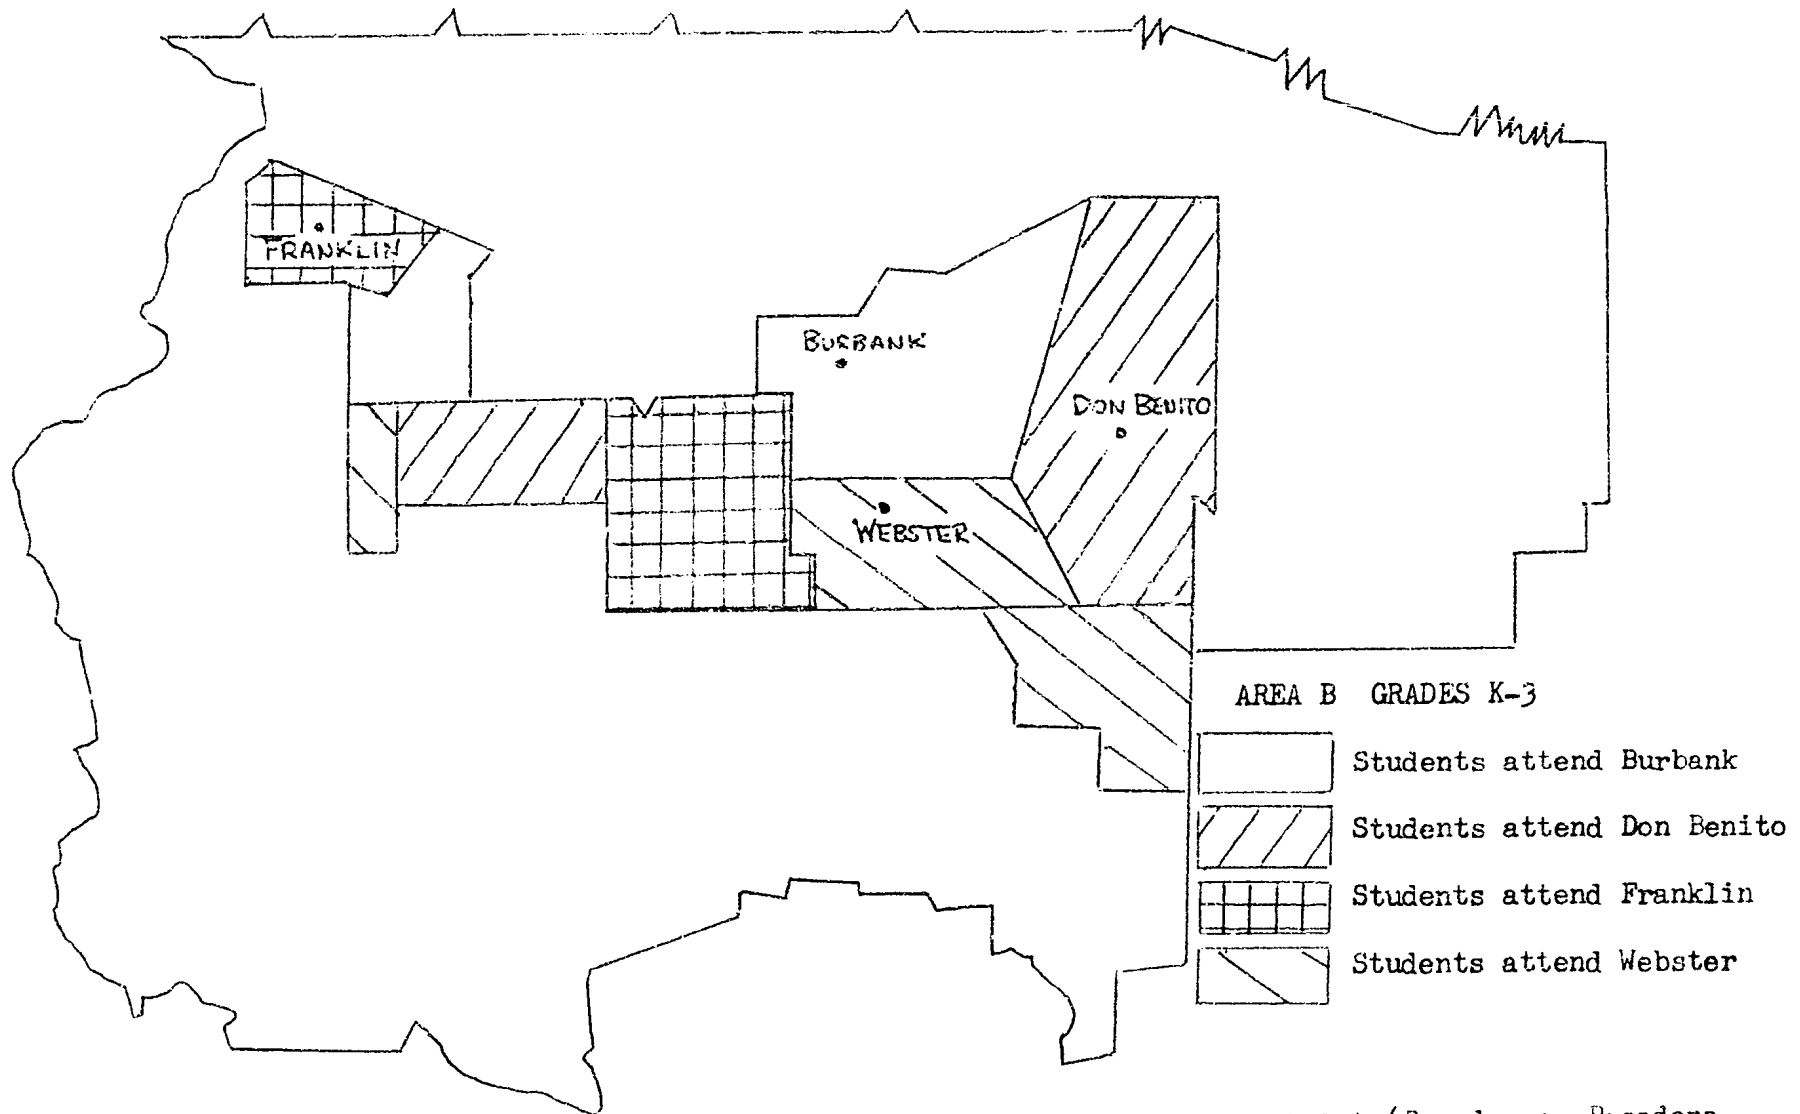 FRANKLIN
BURBANK
DON BENITO
WEBSTER
AREA B GRADES K-3
Students attend Burbank
Students attend Don Benito
Students attend Franklin
Students attend Webster